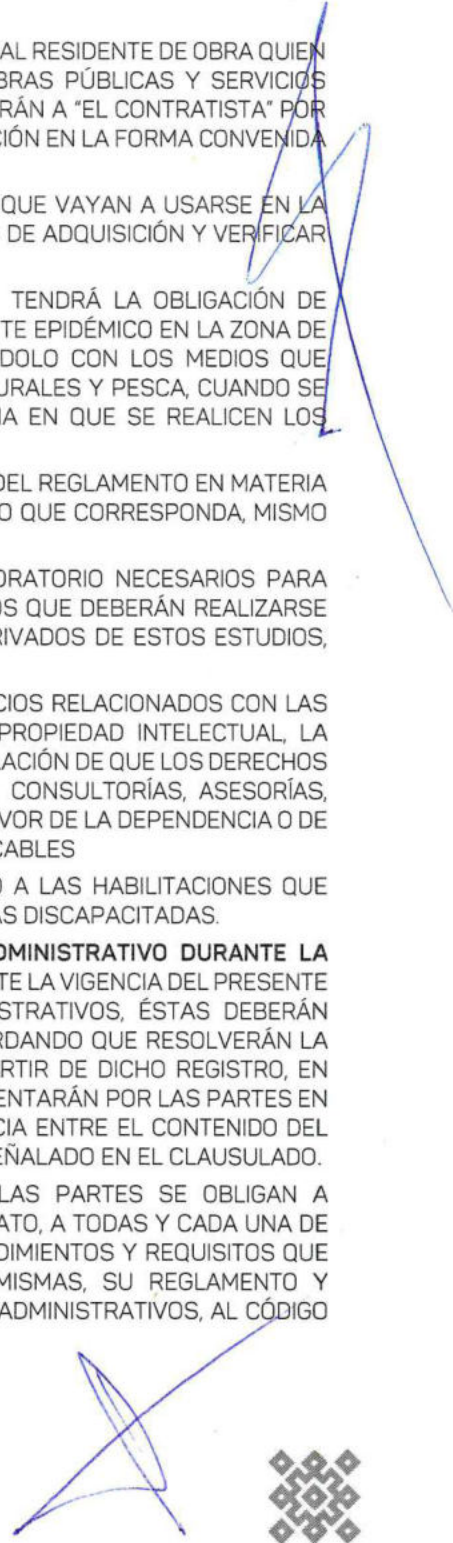 AL RESIDENTE DE OBRA QUIEN
BRAS PÚBLICAS Y SERVICIOS
ERÁN A "EL CONTRATISTA" POR
CIÓN EN LA FORMA CONVENIDA
QUE VAYAN A USARSE EN LA
DE ADQUISICIÓN Y VERIFICAR
TENDRÁ LA OBLIGACIÓN DE
TE EPIDÉMICO EN LA ZONA DE
DOLO CON LOS MEDIOS QUE
URALES Y PESCA, CUANDO SE
IA EN QUE SE REALICEN LOS
DEL REGLAMENTO EN MATERIA
O QUE CORRESPONDA, MISMO
ORATORIO NECESARIOS PARA
OS QUE DEBERÁN REALIZARSE
RIVADOS DE ESTOS ESTUDIOS,
CIOS RELACIONADOS CON LAS
PROPIEDAD INTELECTUAL, LA
LACIÓN DE QUE LOS DERECHOS
CONSULTORÍAS, ASESORÍAS,
VOR DE LA DEPENDENCIA O DE
CABLES
O A LAS HABILITACIONES QUE
AS DISCAPACITADAS.
DMINISTRATIVO DURANTE LA
TE LA VIGENCIA DEL PRESENTE
ISTRATIVOS, ÉSTAS DEBERÁN
RDANDO QUE RESOLVERÁN LA
ARTIR DE DICHO REGISTRO, EN
ENTARÁN POR LAS PARTES EN
CIA ENTRE EL CONTENIDO DEL
EÑALADO EN EL CLAUSULADO.
LAS PARTES SE OBLIGAN A
ATO, A TODAS Y CADA UNA DE
DIMIENTOS Y REQUISITOS QUE
MISMAS, SU REGLAMENTO Y
ADMINISTRATIVOS, AL CÓDIGO